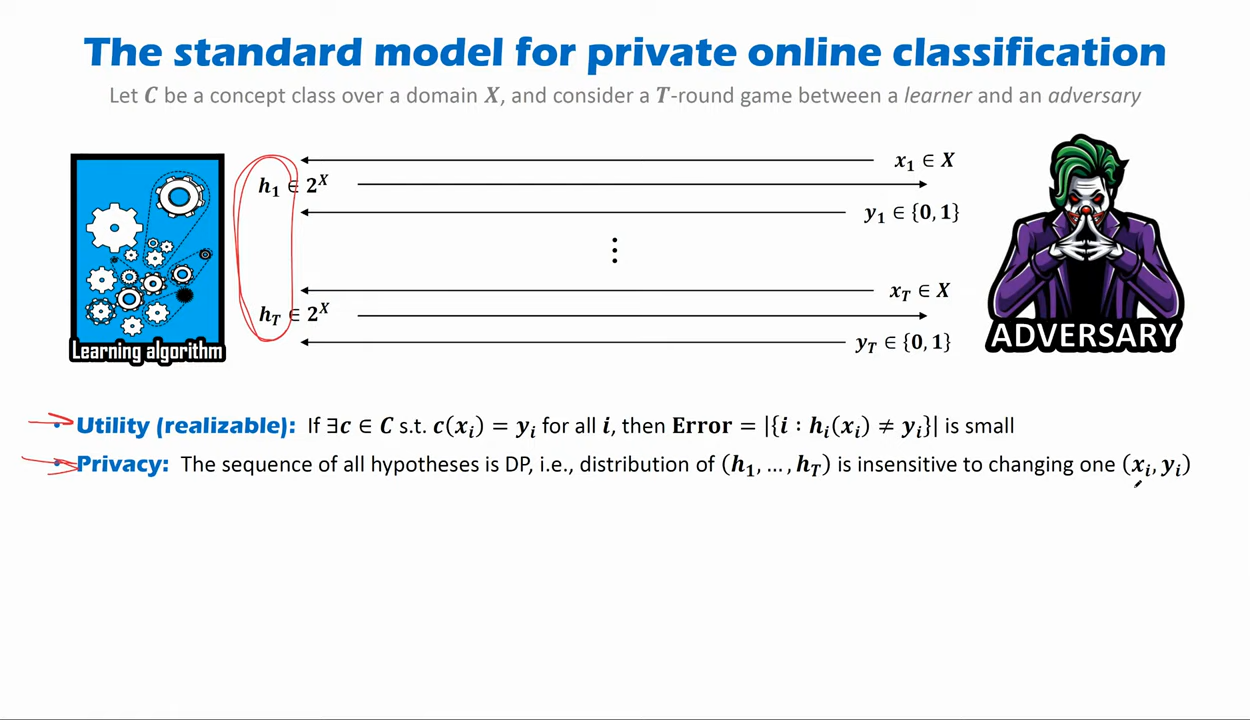 The standard model for private online classification
Let C be a concept class over a domain X, and consider a T-round game between a learner and an adversary
x₁ ∈ X
h₁ ∈ 2ˣ
y₁ ∈ {0, 1}
⋮
x_T ∈ X
h_T ∈ 2ˣ
y_T ∈ {0, 1}
Learning algorithm
ADVERSARY
• Utility (realizable): If ∃c ∈ C s.t. c(xᵢ) = yᵢ for all i, then Error = |{i : hᵢ(xᵢ) ≠ yᵢ}| is small
• Privacy: The sequence of all hypotheses is DP, i.e., distribution of (h₁, … , h_T) is insensitive to changing one (xᵢ, yᵢ)